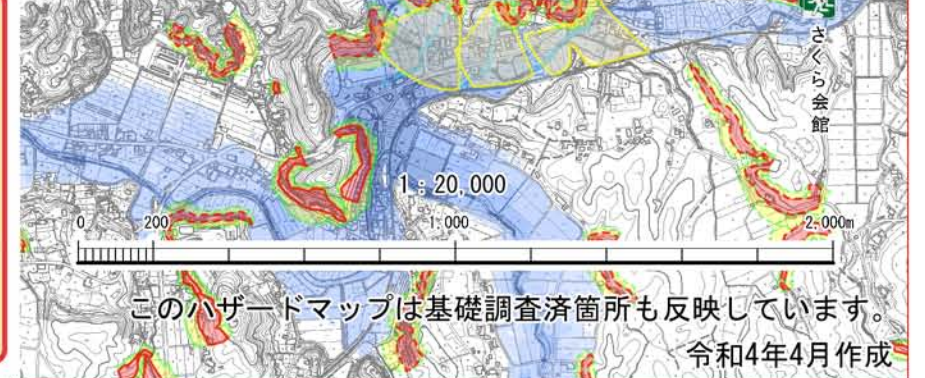 さくら会館
1:20,000
0 200 1,000 2,000m
このハザードマップは基礎調査済箇所も反映しています。
令和4年4月作成